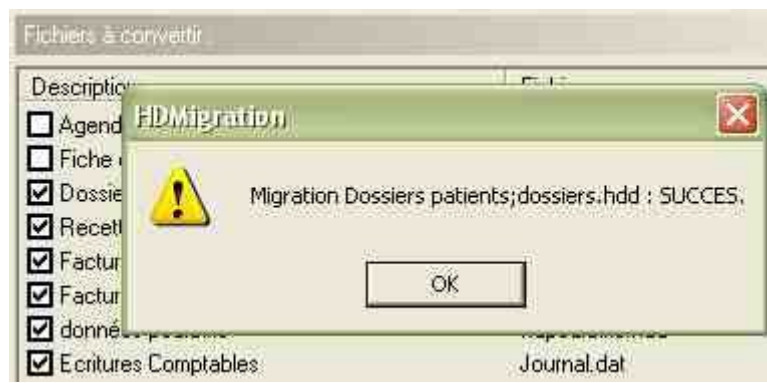 Fichiers à convertir
Description
Agend
HDMigration
Fiche
Dossie
Migration Dossiers patients;dossiers.hdd : SUCCES.
Recett
Factur
OK
Factur
Ecritures Comptables Journal.dat